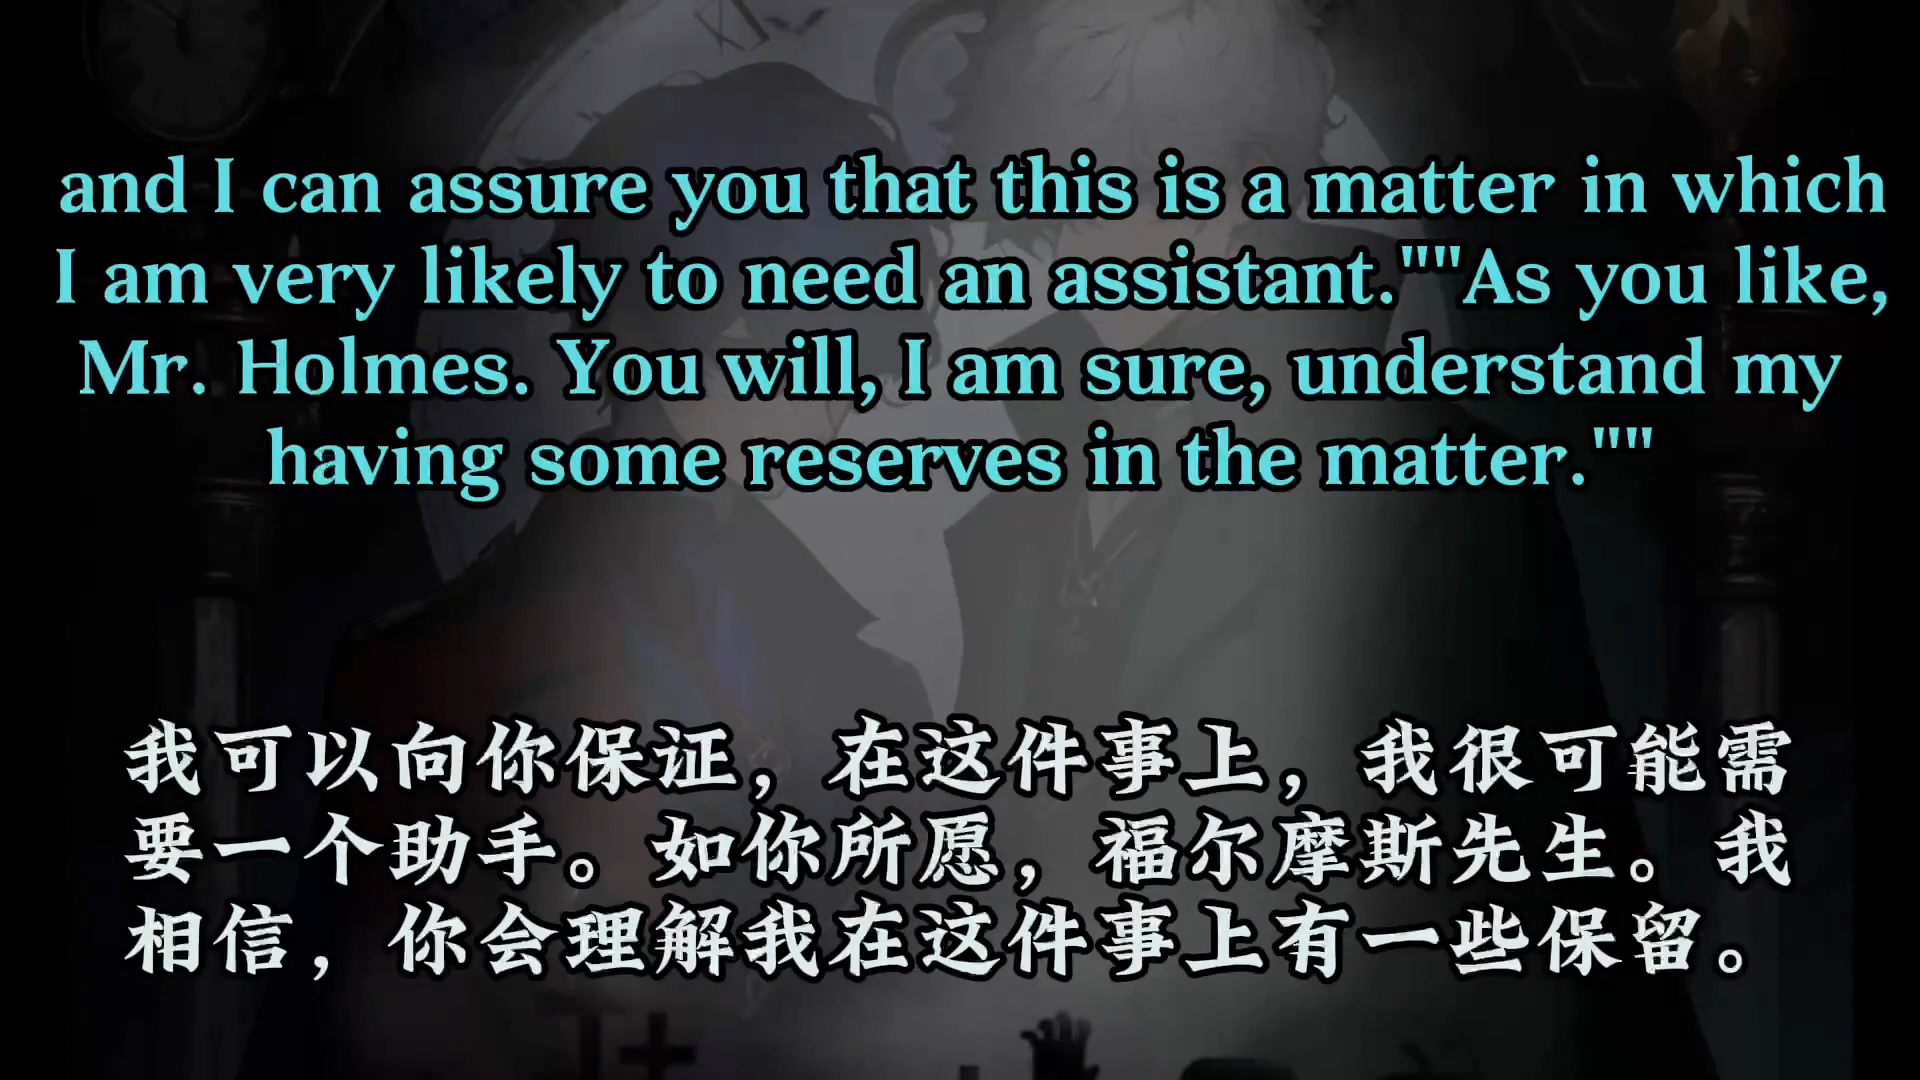 and I can assure you that this is a matter in which
I am very likely to need an assistant.""As you like,
Mr. Holmes. You will, I am sure, understand my
having some reserves in the matter.""
我可以向你保证，在这件事上，我很可能需
要一个助手。如你所愿，福尔摩斯先生。我
相信，你会理解我在这件事上有一些保留。